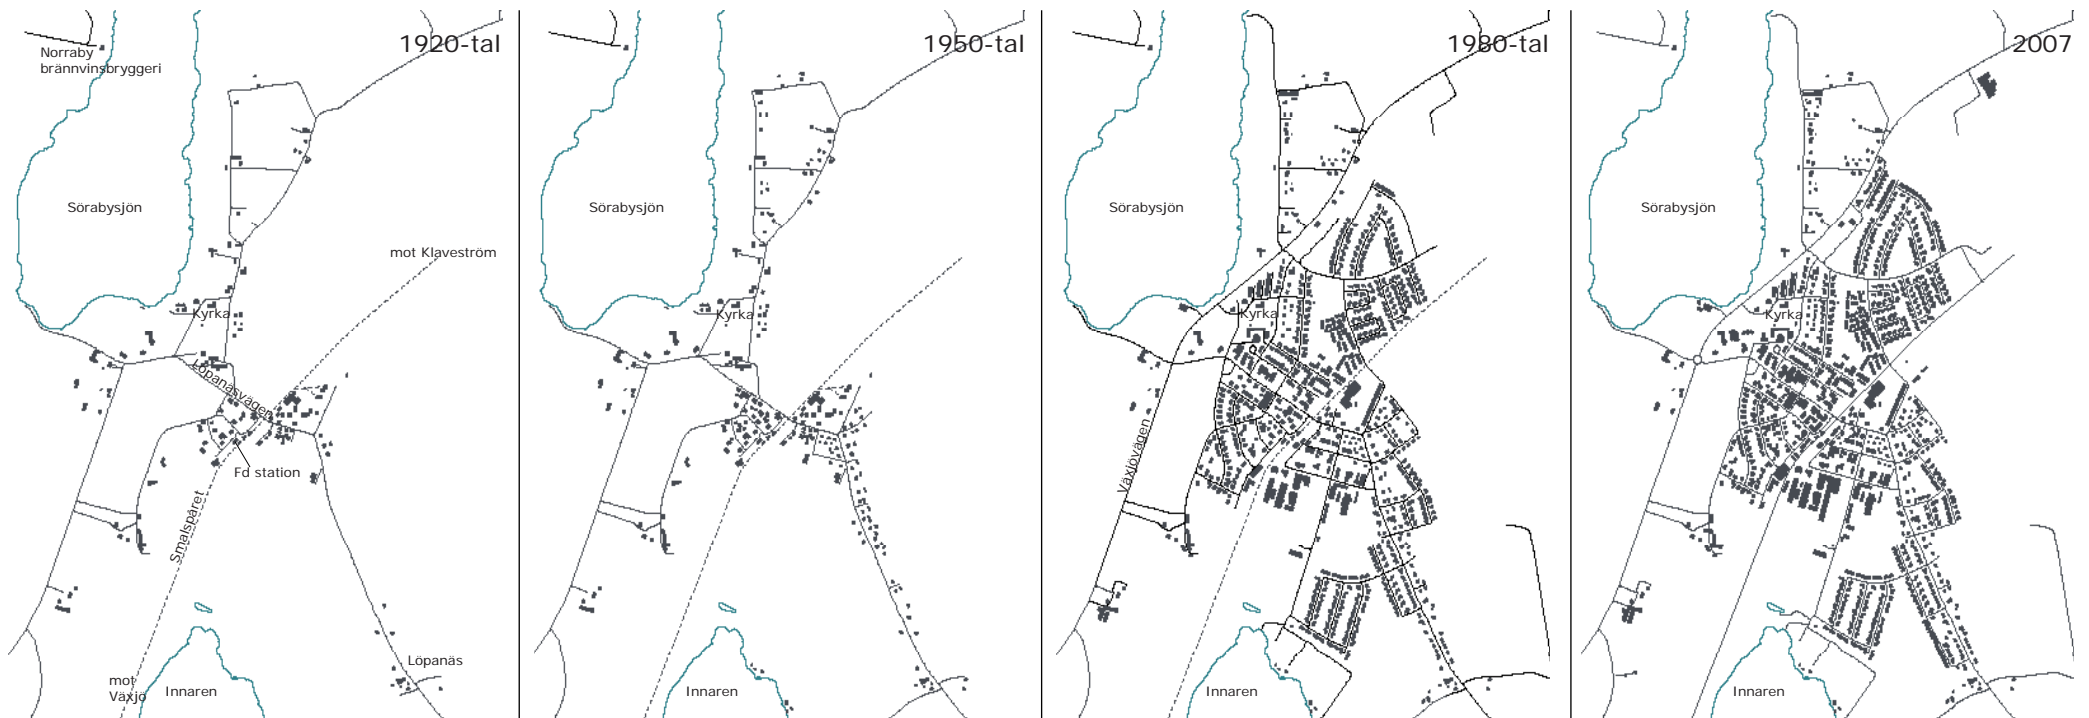 1920-tal
Norraby
brännvinsbryggeri
Sörabysjön
mot Klaveström
Kyrka
Löpanäsvägen
Fd station
Smalspåret
Löpanäs
mot
Växjö
Innaren
1950-tal
Sörabysjön
Kyrka
Innaren
1980-tal
Sörabysjön
Kyrka
Växjövägen
Innaren
2007
Sörabysjön
Kyrka
Innaren